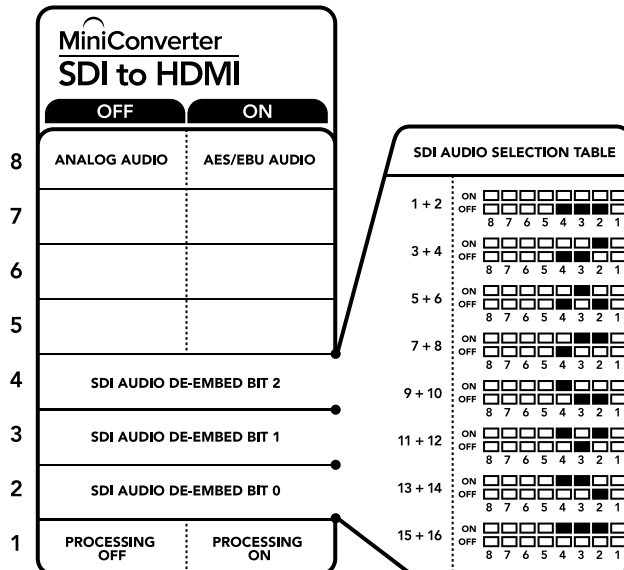 MiniConverter
SDI to HDMI
OFF ON
8 ANALOG AUDIO AES/EBU AUDIO
7
6
5
4 SDI AUDIO DE-EMBED BIT 2
3 SDI AUDIO DE-EMBED BIT 1
2 SDI AUDIO DE-EMBED BIT 0
1 PROCESSING OFF PROCESSING ON
SDI AUDIO SELECTION TABLE
1 + 2 ON
OFF
8 7 6 5 4 3 2 1
3 + 4 ON
OFF
8 7 6 5 4 3 2 1
5 + 6 ON
OFF
8 7 6 5 4 3 2 1
7 + 8 ON
OFF
8 7 6 5 4 3 2 1
9 + 10 ON
OFF
8 7 6 5 4 3 2 1
11 + 12 ON
OFF
8 7 6 5 4 3 2 1
13 + 14 ON
OFF
8 7 6 5 4 3 2 1
15 + 16 ON
OFF
8 7 6 5 4 3 2 1